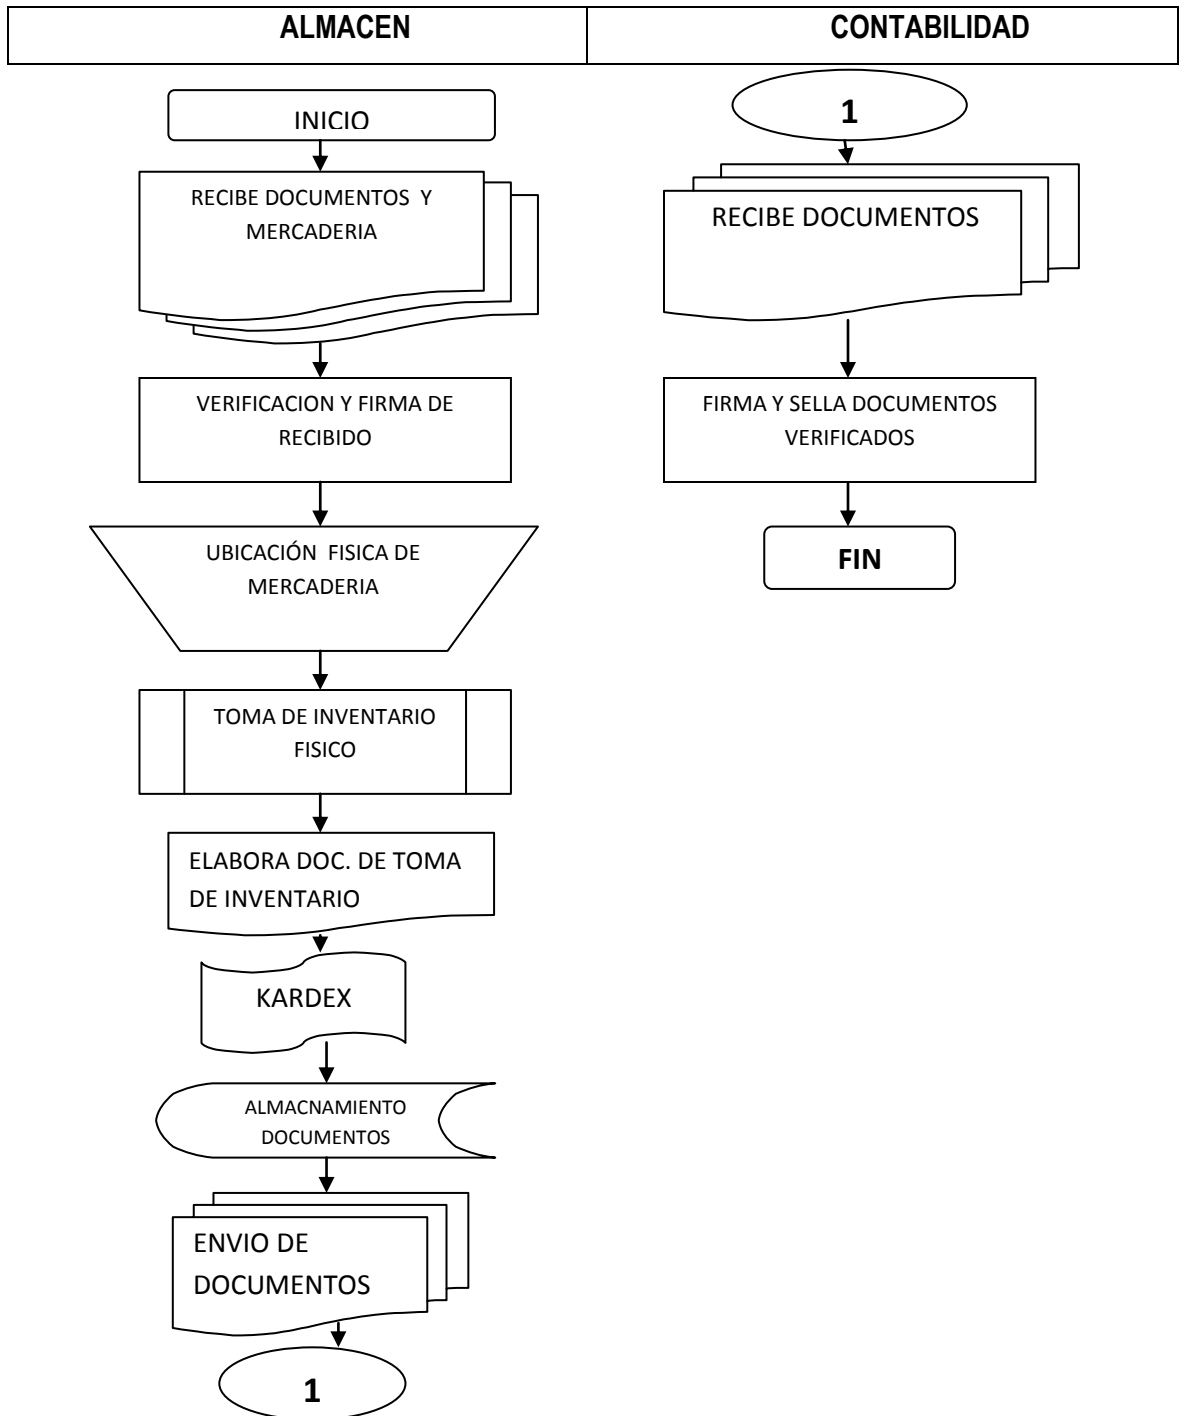 ALMACEN
CONTABILIDAD
INICIO
RECIBE DOCUMENTOS Y
MERCADERIA
VERIFICACION Y FIRMA DE
RECIBIDO
UBICACIÓN FISICA DE
MERCADERIA
TOMA DE INVENTARIO
FISICO
ELABORA DOC. DE TOMA
DE INVENTARIO
KARDEX
ALMACNAMIENTO
DOCUMENTOS
ENVIO DE
DOCUMENTOS
1
1
RECIBE DOCUMENTOS
FIRMA Y SELLA DOCUMENTOS
VERIFICADOS
FIN